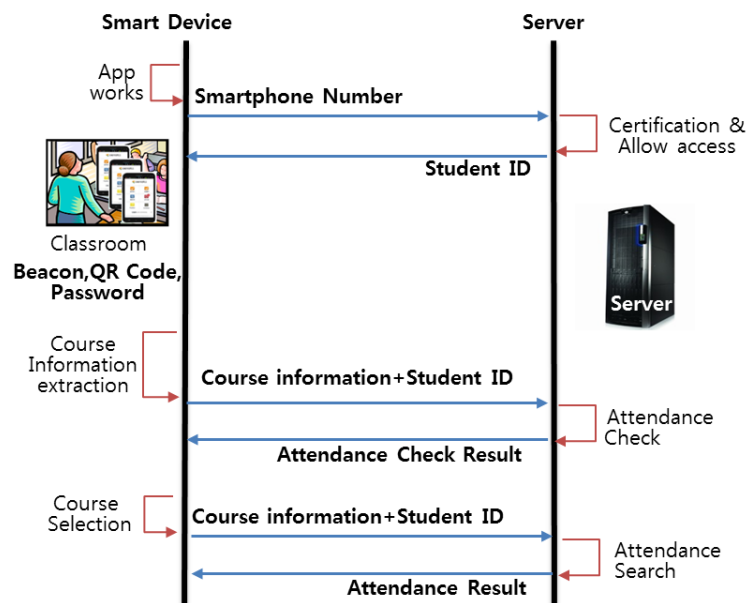 Smart Device
Server
App
works
Smartphone Number
Certification &
Allow access
Student ID
Classroom
Beacon,QR Code,
Password
Server
Course
Information
extraction
Course information+Student ID
Attendance
Check
Attendance Check Result
Course
Selection
Course information+Student ID
Attendance
Search
Attendance Result